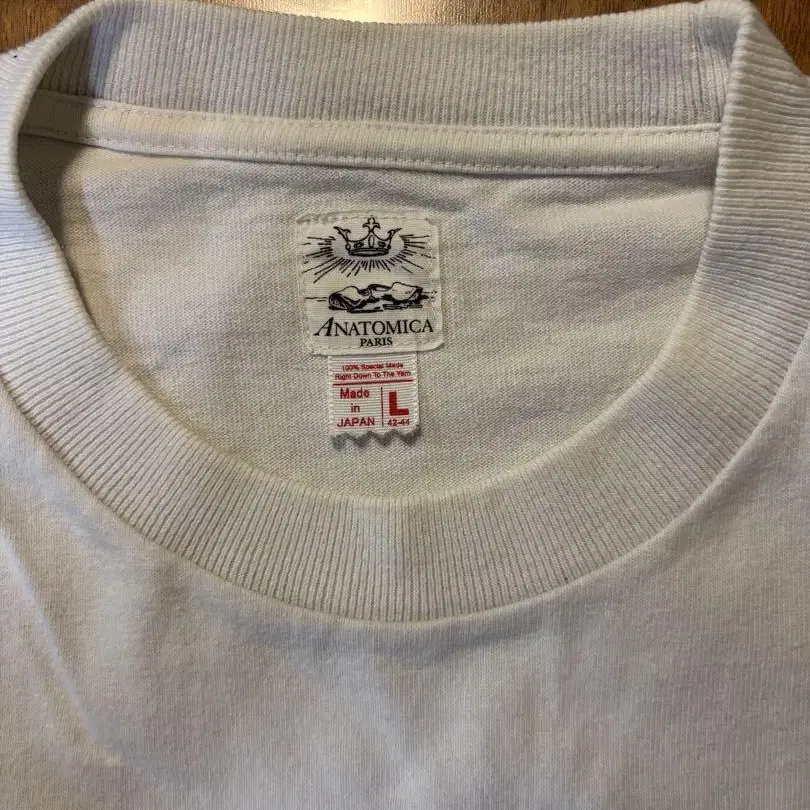 ANATOMICA
PARIS
100% Special Made
Right Down To The Yarn
Made
in
JAPAN
L
42-44